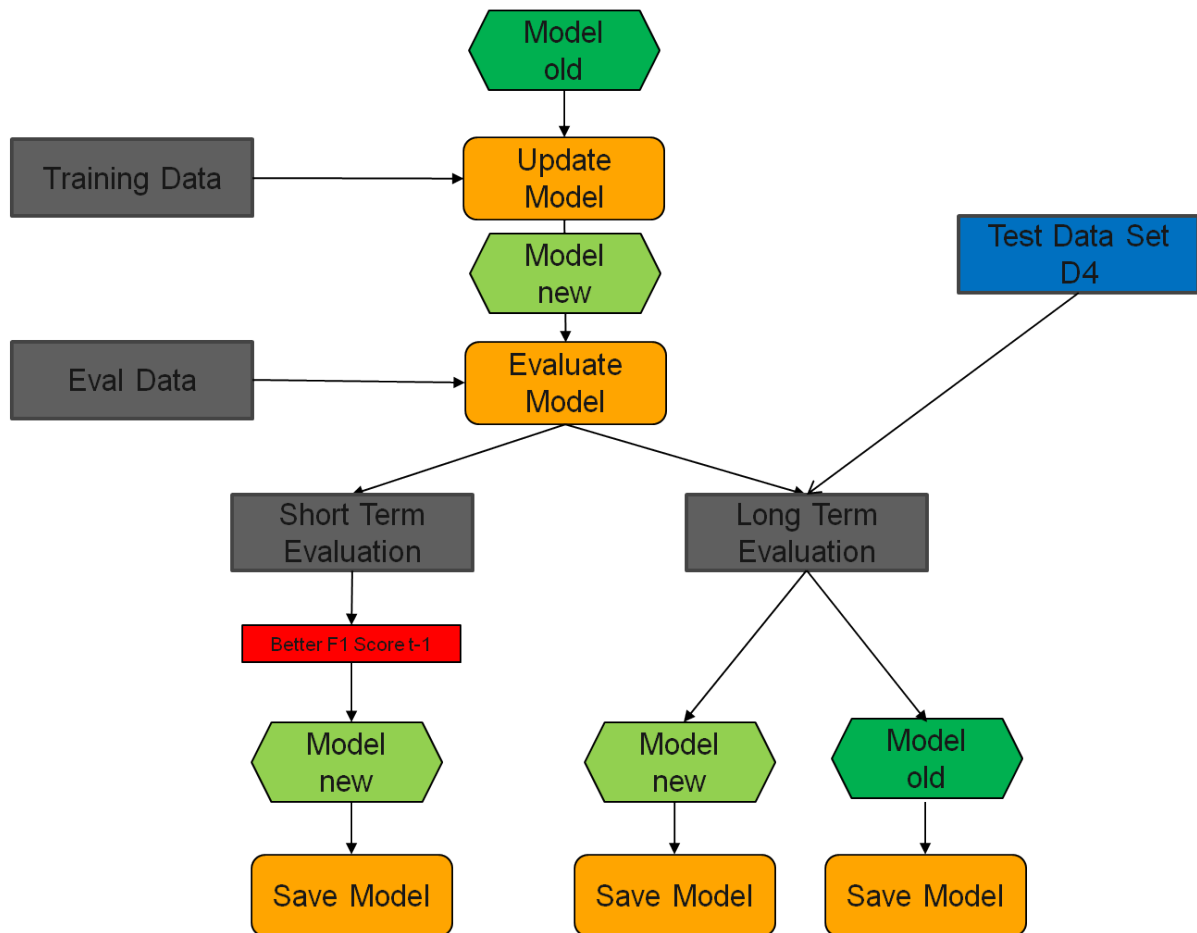 Model
old
Training Data
Update
Model
Test Data Set
D4
Model
new
Eval Data
Evaluate
Model
Short Term
Evaluation
Long Term
Evaluation
Better F1 Score t-1
Model
new
Model
new
Model
old
Save Model
Save Model
Save Model